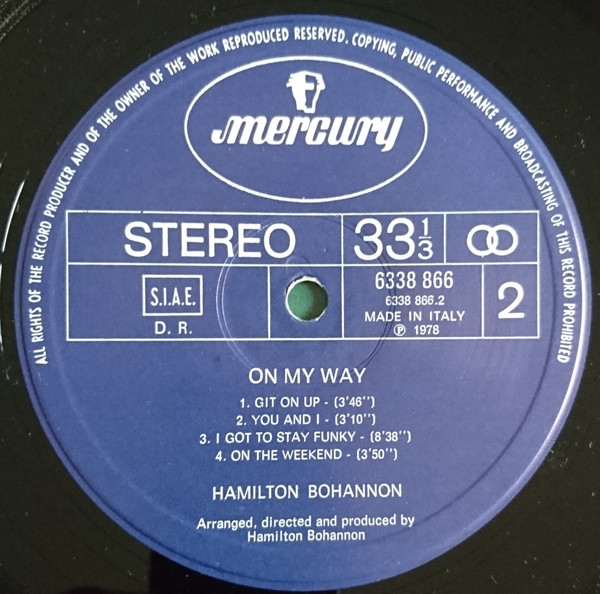 ALL RIGHTS OF THE RECORD PRODUCER AND OF THE OWNER OF THE WORK REPRODUCED RESERVED. COPYING, PUBLIC PERFORMANCE AND BROADCASTING OF THIS RECORD PROHIBITED
mercury
STEREO 33⅓
S.I.A.E. 6338 866 2
6338 866.2
D. R. MADE IN ITALY
℗ 1978
ON MY WAY
1. GIT ON UP - (3'46'')
2. YOU AND I - (3'10'')
3. I GOT TO STAY FUNKY - (8'38'')
4. ON THE WEEKEND - (3'50'')
HAMILTON BOHANNON
Arranged, directed and produced by
Hamilton Bohannon